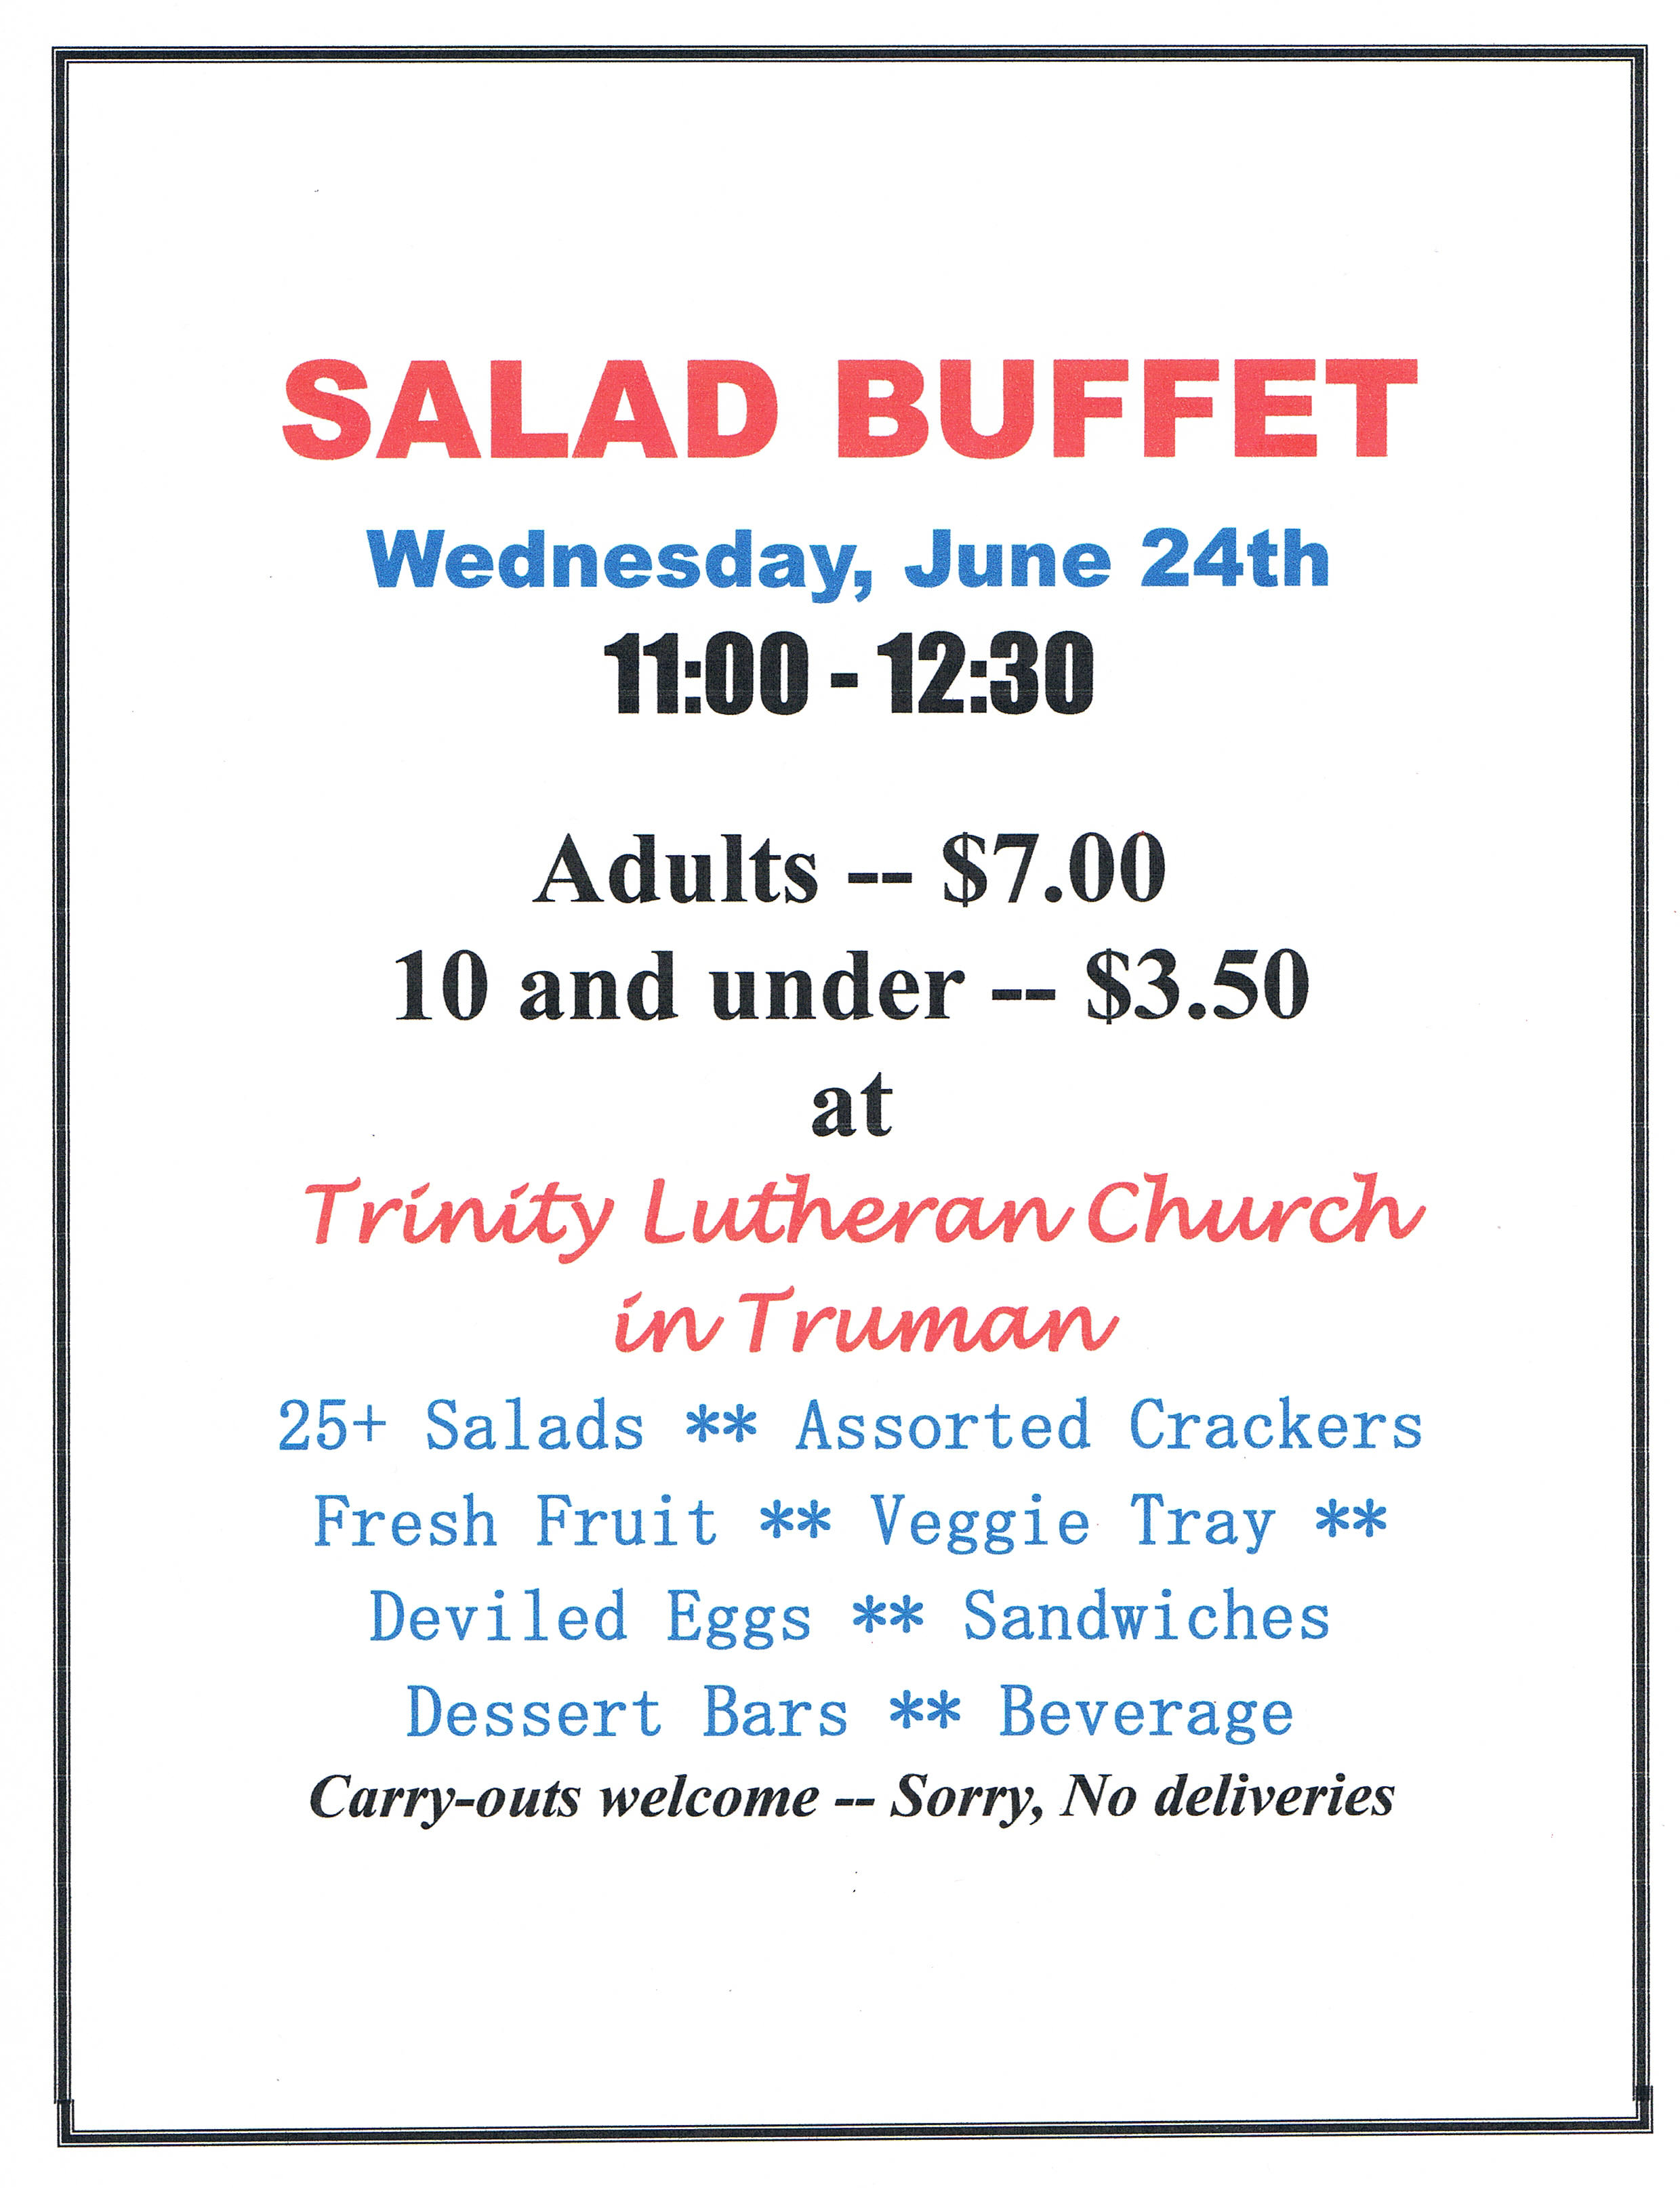 SALAD BUFFET
Wednesday, June 24th
11:00 - 12:30
Adults -- $7.00
10 and under -- $3.50
at
Trinity Lutheran Church
in Truman
25+ Salads ** Assorted Crackers
Fresh Fruit ** Veggie Tray **
Deviled Eggs ** Sandwiches
Dessert Bars ** Beverage
Carry-outs welcome -- Sorry, No deliveries